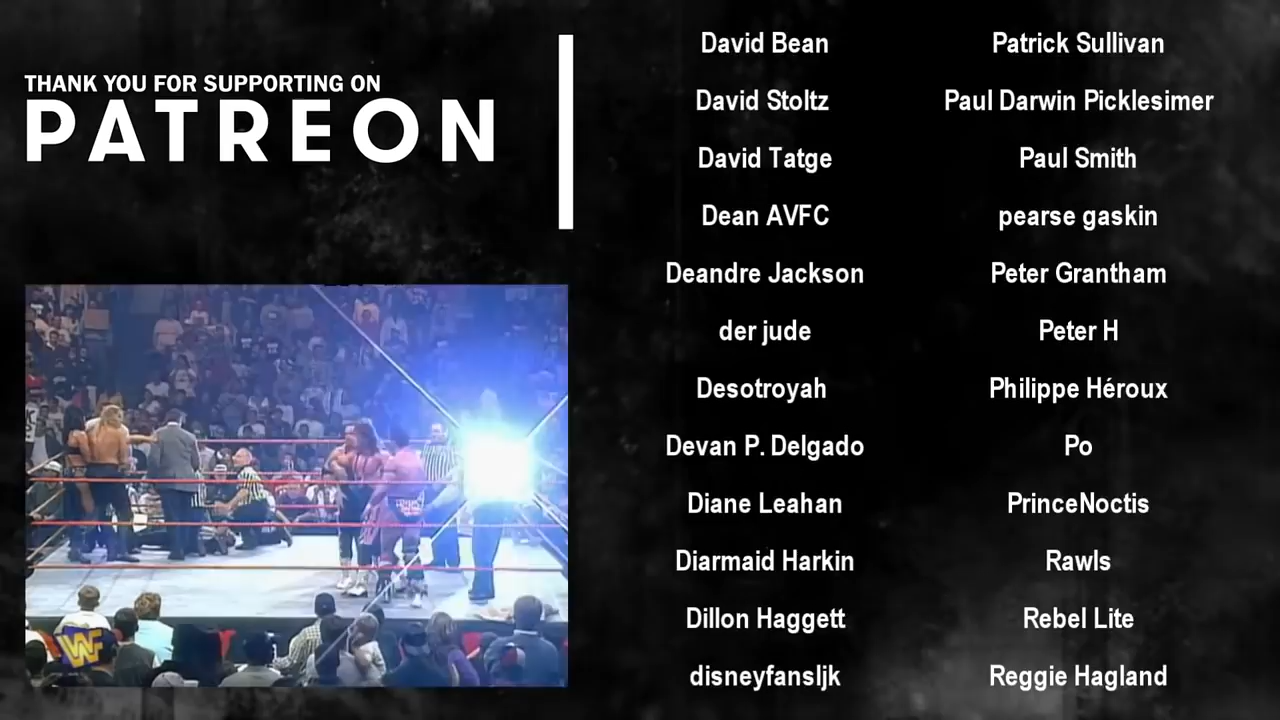 THANK YOU FOR SUPPORTING ON
PATREON
David Bean
David Stoltz
David Tatge
Dean AVFC
Deandre Jackson
der jude
Desotroyah
Devan P. Delgado
Diane Leahan
Diarmaid Harkin
Dillon Haggett
disneyfansljk
Patrick Sullivan
Paul Darwin Picklesimer
Paul Smith
pearse gaskin
Peter Grantham
Peter H
Philippe Héroux
Po
PrinceNoctis
Rawls
Rebel Lite
Reggie Hagland
WF